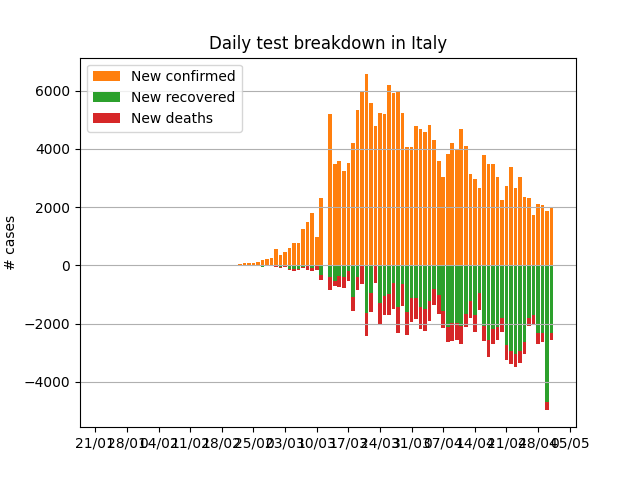 Daily test breakdown in Italy
New confirmed
New recovered
New deaths
# cases
6000
4000
2000
0
−2000
−4000
21/01 28/01 04/02 11/02 18/02 25/02 03/03 10/03 17/03 24/03 31/03 07/04 14/04 21/04 28/04 05/05